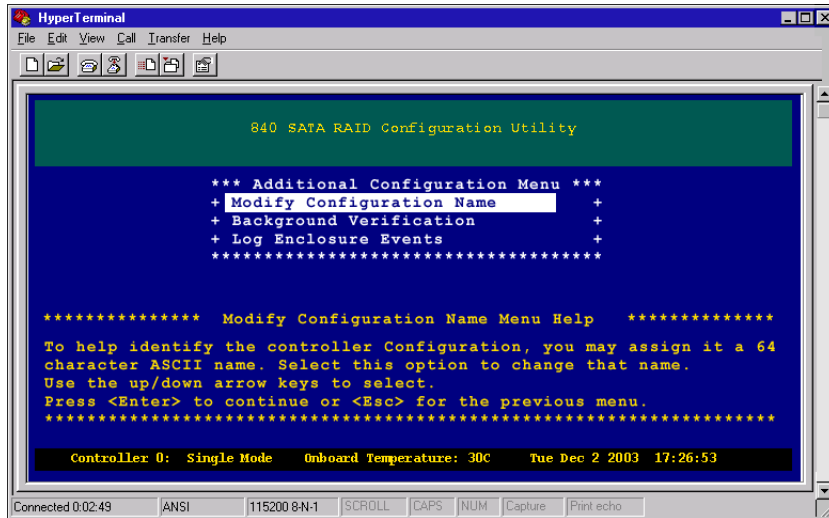 HyperTerminal
File Edit View Call Transfer Help
840 SATA RAID Configuration Utility
*** Additional Configuration Menu ***
+ Modify Configuration Name +
+ Background Verification +
+ Log Enclosure Events +
**************************************
*************** Modify Configuration Name Menu Help **************
To help identify the controller Configuration, you may assign it a 64
character ASCII name. Select this option to change that name.
Use the up/down arrow keys to select.
Press <Enter> to continue or <Esc> for the previous menu.
*********************************************************************
Controller 0: Single Mode Onboard Temperature: 30C Tue Dec 2 2003 17:26:53
Connected 0:02:49 ANSI 115200 8-N-1 SCROLL CAPS NUM Capture Print echo